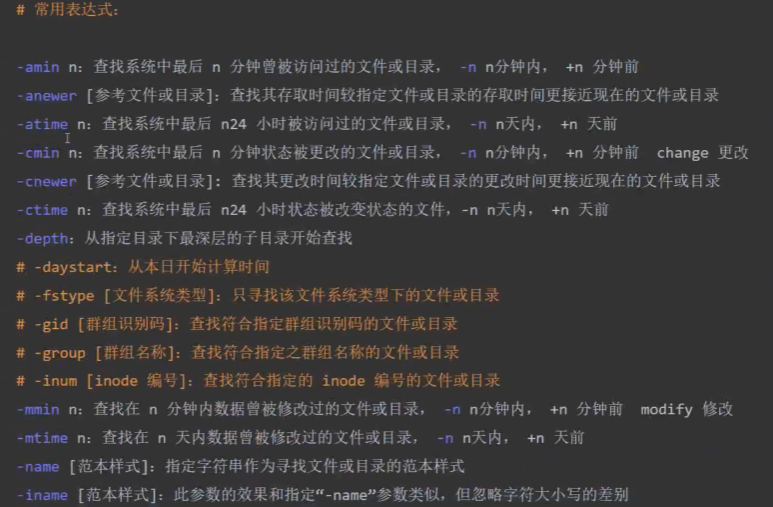 # 常用表达式：
-amin n：查找系统中最后 n 分钟曾被访问过的文件或目录， -n n分钟内， +n 分钟前
-anewer [参考文件或目录]：查找其存取时间较指定文件或目录的存取时间更接近现在的文件或目录
-atime n：查找系统中最后 n24 小时被访问过的文件或目录， -n n天内， +n 天前
-cmin n：查找系统中最后 n 分钟状态被更改的文件或目录， -n n分钟内， +n 分钟前 change 更改
-cnewer [参考文件或目录]：查找其更改时间较指定文件或目录的更改时间更接近现在的文件或目录
-ctime n：查找系统中最后 n24 小时状态被改变状态的文件，-n n天内， +n 天前
-depth：从指定目录下最深层的子目录开始查找
# -daystart：从本日开始计算时间
# -fstype [文件系统类型]：只寻找该文件系统类型下的文件或目录
# -gid [群组识别码]：查找符合指定群组识别码的文件或目录
# -group [群组名称]：查找符合指定之群组名称的文件或目录
# -inum [inode 编号]：查找符合指定的 inode 编号的文件或目录
-mmin n：查找在 n 分钟内数据曾被修改过的文件或目录， -n n分钟内， +n 分钟前 modify 修改
-mtime n：查找在 n 天内数据曾被修改过的文件或目录， -n n天内， +n 天前
-name [范本样式]：指定字符串作为寻找文件或目录的范本样式
-iname [范本样式]：此参数的效果和指定“-name”参数类似，但忽略字符大小写的差别